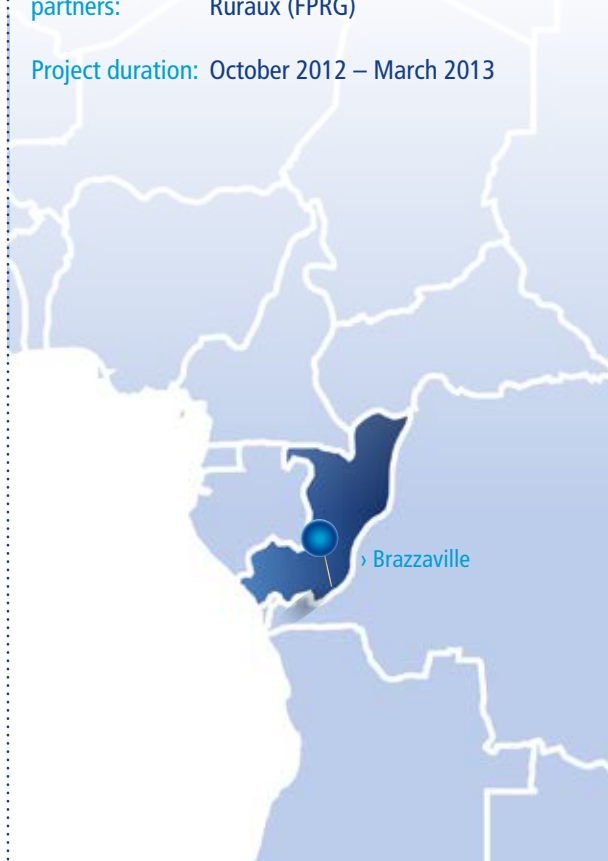 partners: Ruraux (FPRG)
Project duration: October 2012 – March 2013
› Brazzaville